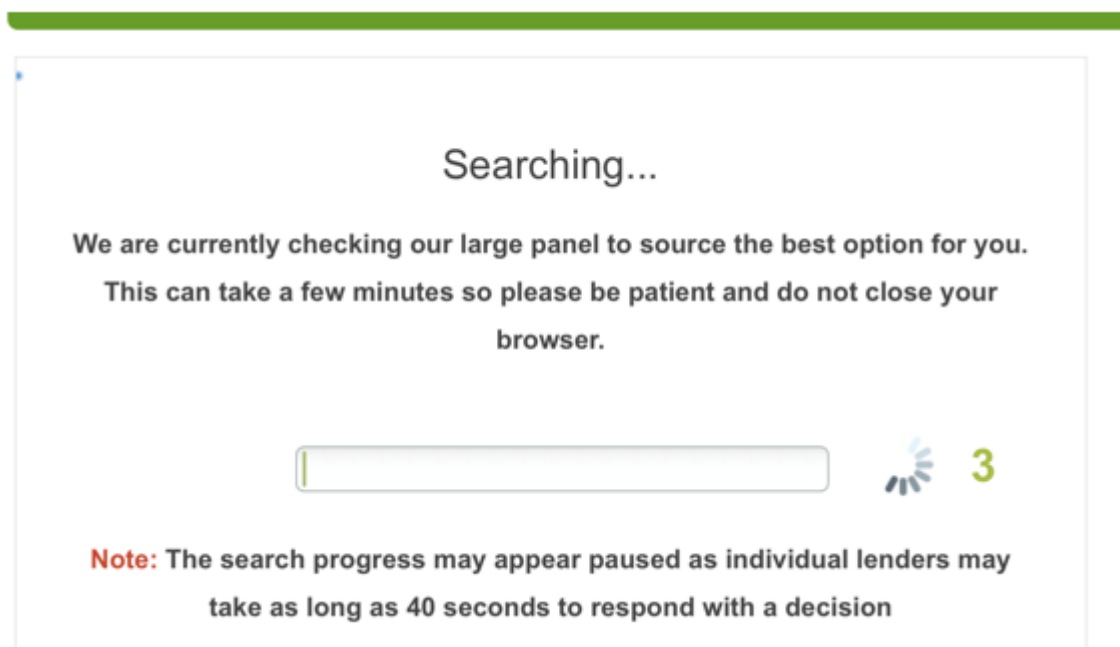 Searching...
We are currently checking our large panel to source the best option for you.
This can take a few minutes so please be patient and do not close your
browser.
3
Note: The search progress may appear paused as individual lenders may
take as long as 40 seconds to respond with a decision